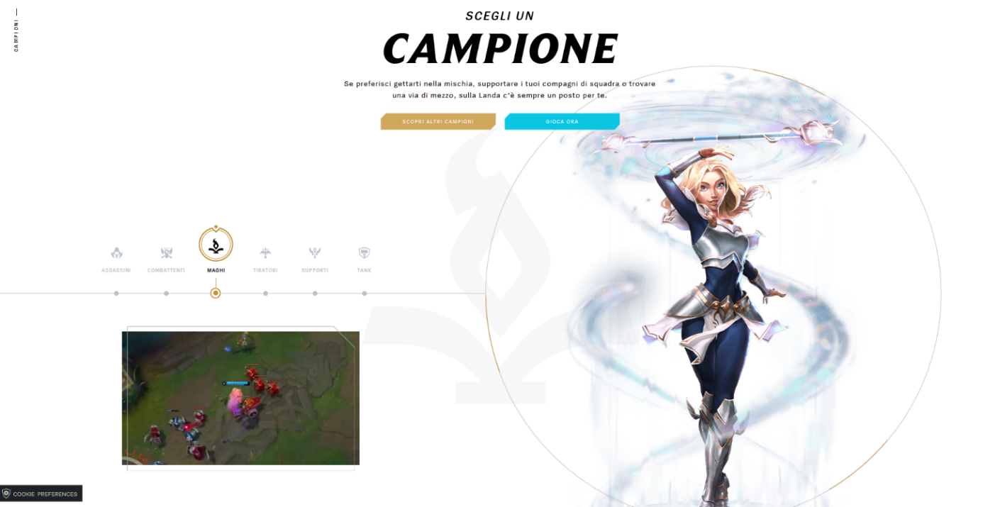 CAMPIONI
SCEGLI UN
CAMPIONE
Se preferisci gettarti nella mischia, supportare i tuoi compagni di squadra o trovare
una via di mezzo, sulla Landa c'è sempre un posto per te.
SCOPRI ALTRI CAMPIONI
GIOCA ORA
ASSASSINI
COMBATTENTI
MAGHI
TIRATORI
SUPPORTI
TANK
COOKIE PREFERENCES